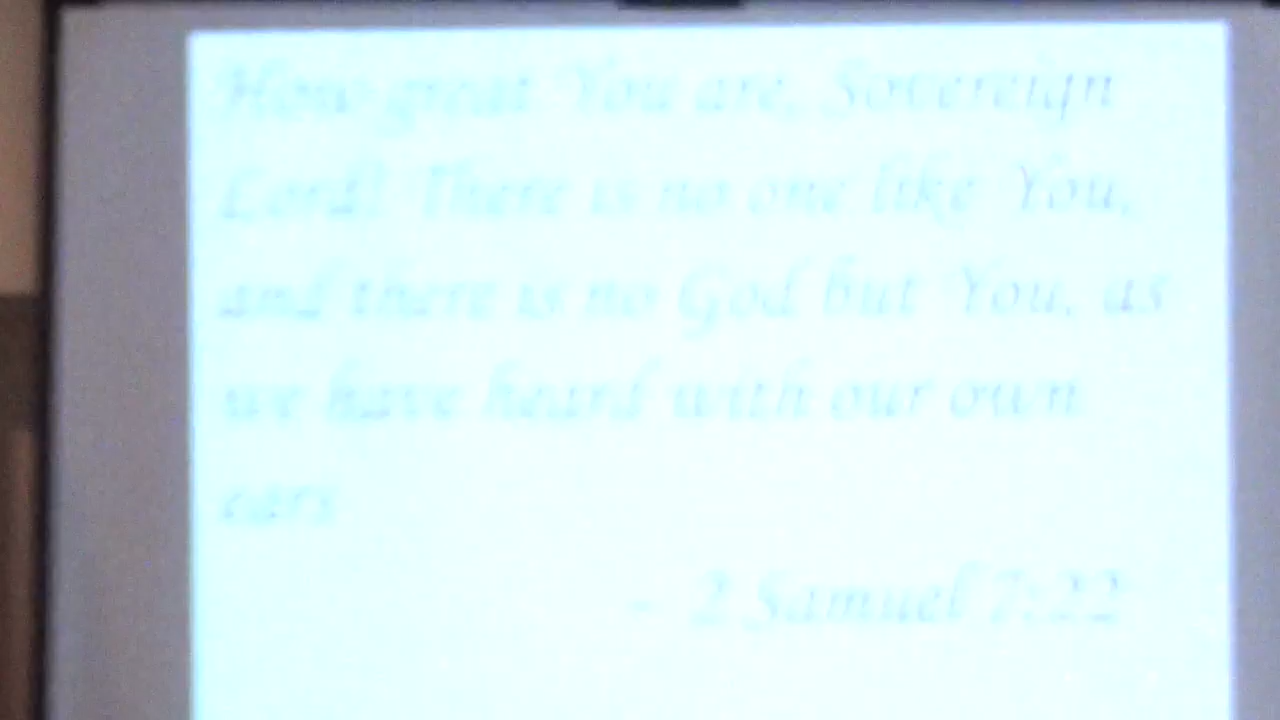 How great You are, Sovereign
Lord! There is no one like You,
and there is no God but You, as
we have heard with our own
ears
- 2 Samuel 7:22